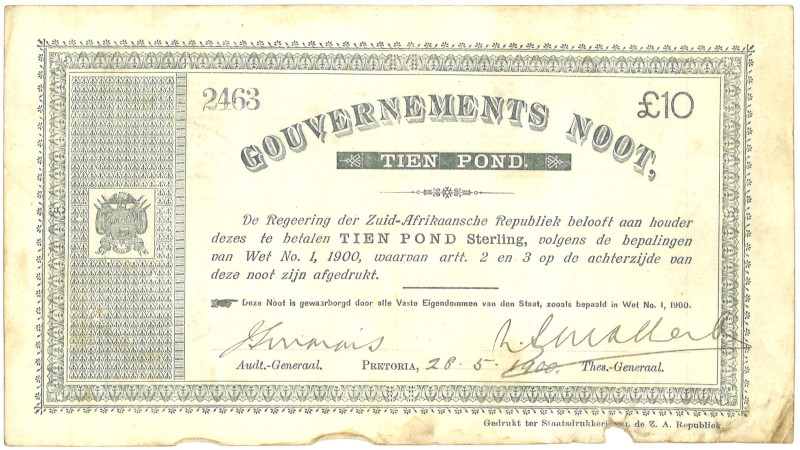 2463 £10
GOUVERNEMENTS NOOT,
TIEN POND.
De Regeering der Zuid-Afrikaansche Republiek belooft aan houder
dezes te betalen TIEN POND Sterling, volgens de bepalingen
van Wet No. 1, 1900, waarvan artt. 2 en 3 op de achterzijde van
deze noot zijn afgedrukt.
Deze Noot is gewaarborgd door alle Vaste Eigendommen van den Staat, zooals bepaald in Wet No. 1, 1900.
Audt.-Generaal. PRETORIA, 28.5.1900. Thes.-Generaal.
Gedrukt ter Staatsdrukkerij van de Z. A. Republiek.